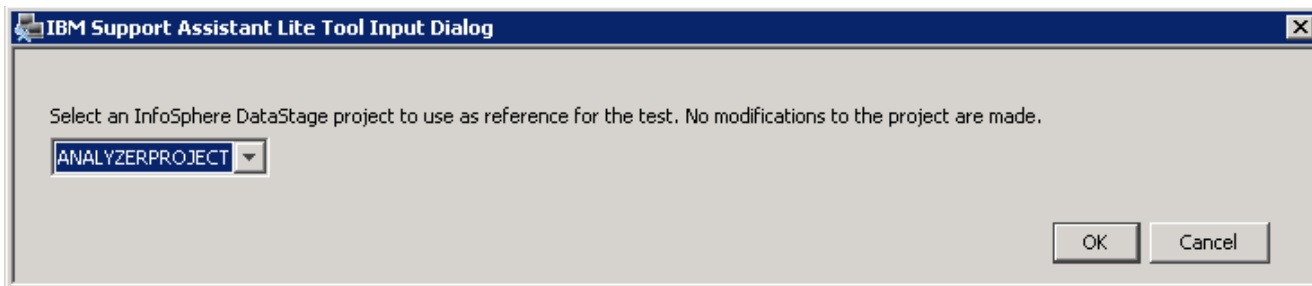 IBM Support Assistant Lite Tool Input Dialog
Select an InfoSphere DataStage project to use as reference for the test. No modifications to the project are made.
ANALYZERPROJECT
OK Cancel